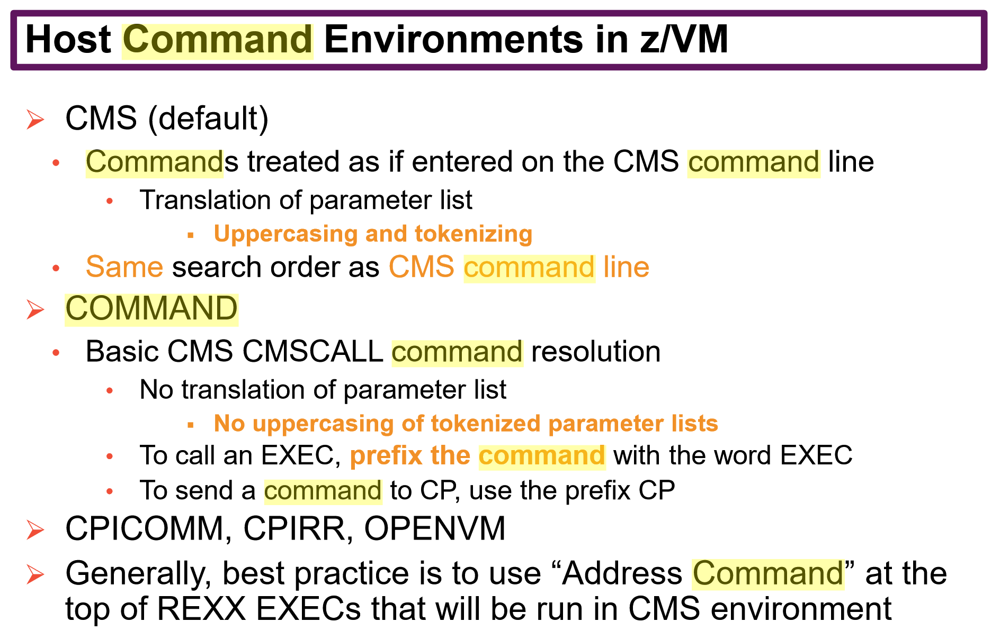 Host Command Environments in z/VM
➢ CMS (default)
• Commands treated as if entered on the CMS command line
• Translation of parameter list
▪ Uppercasing and tokenizing
• Same search order as CMS command line
➢ COMMAND
• Basic CMS CMSCALL command resolution
• No translation of parameter list
▪ No uppercasing of tokenized parameter lists
• To call an EXEC, prefix the command with the word EXEC
• To send a command to CP, use the prefix CP
➢ CPICOMM, CPIRR, OPENVM
➢ Generally, best practice is to use “Address Command” at the
top of REXX EXECs that will be run in CMS environment